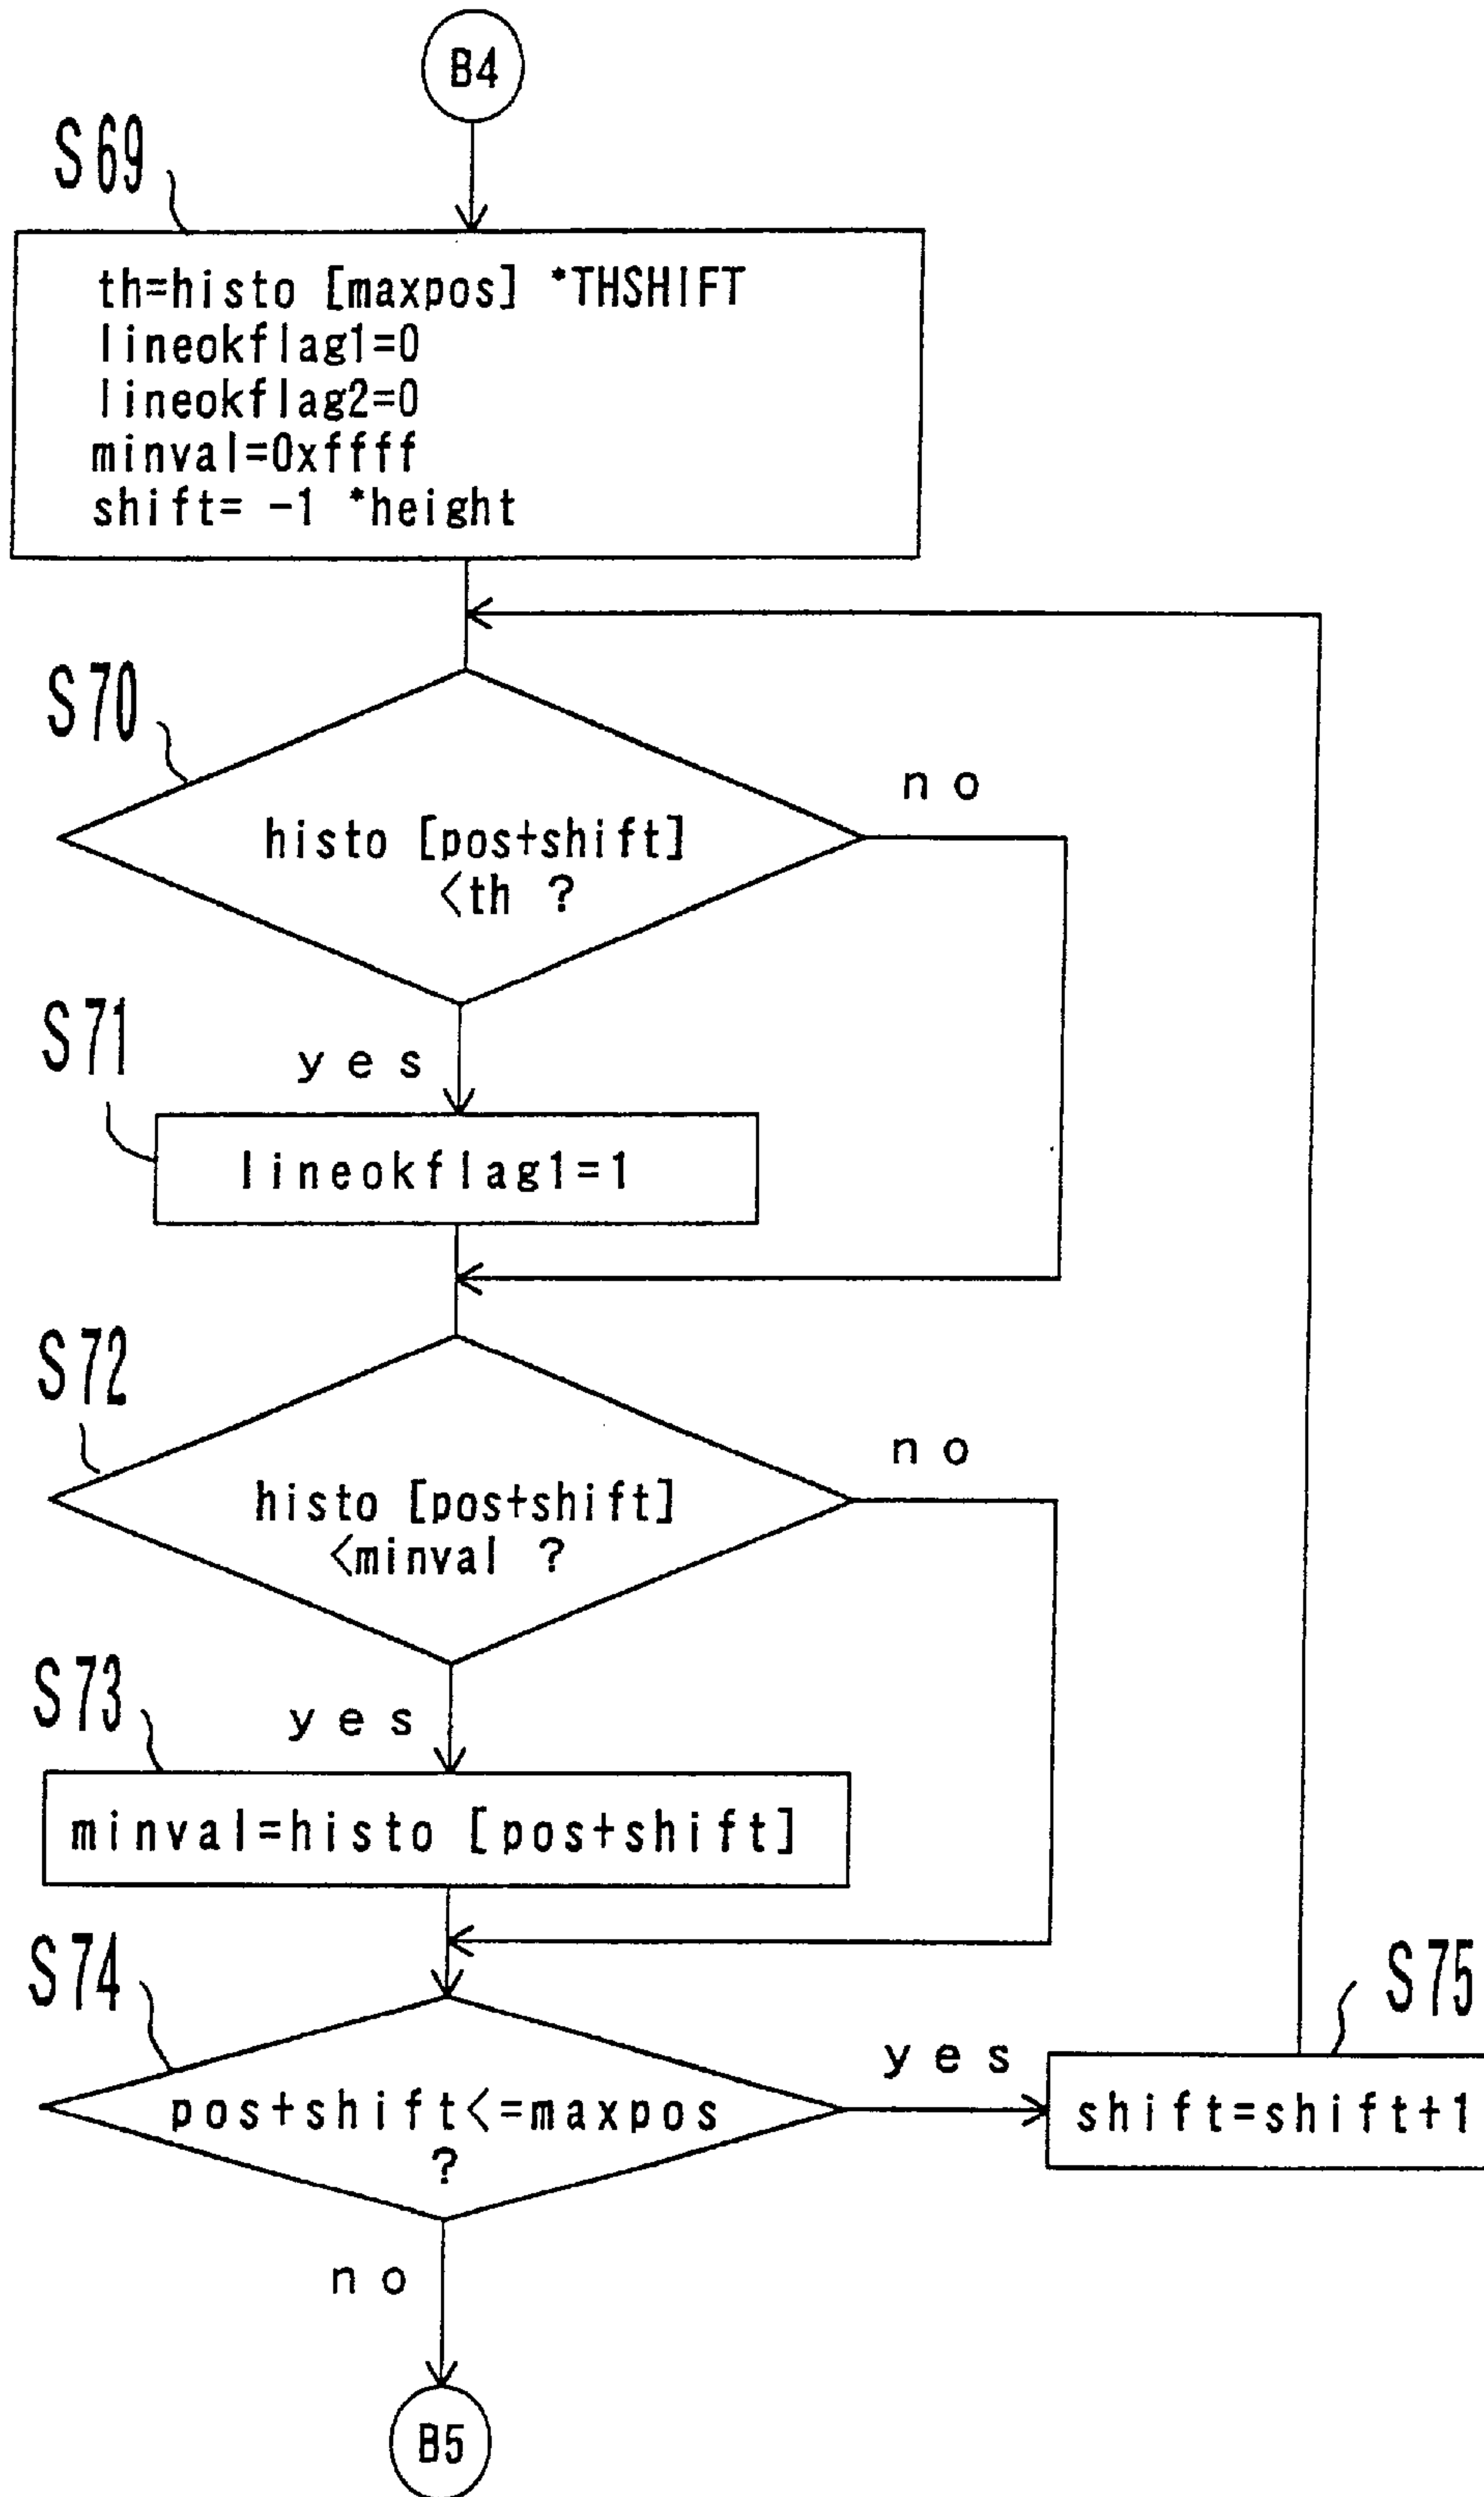 B4
S69
th=histo [maxpos] *THSHIFT
lineokflag1=0
lineokflag2=0
minval=0xffff
shift= -1 *height
S70
no
histo [pos+shift]
<th ?
S71
yes
lineokflag1=1
S72
no
histo [pos+shift]
<minval ?
S73
yes
minval=histo [pos+shift]
S74
S75
yes
pos+shift<=maxpos
?
shift=shift+1
no
B5